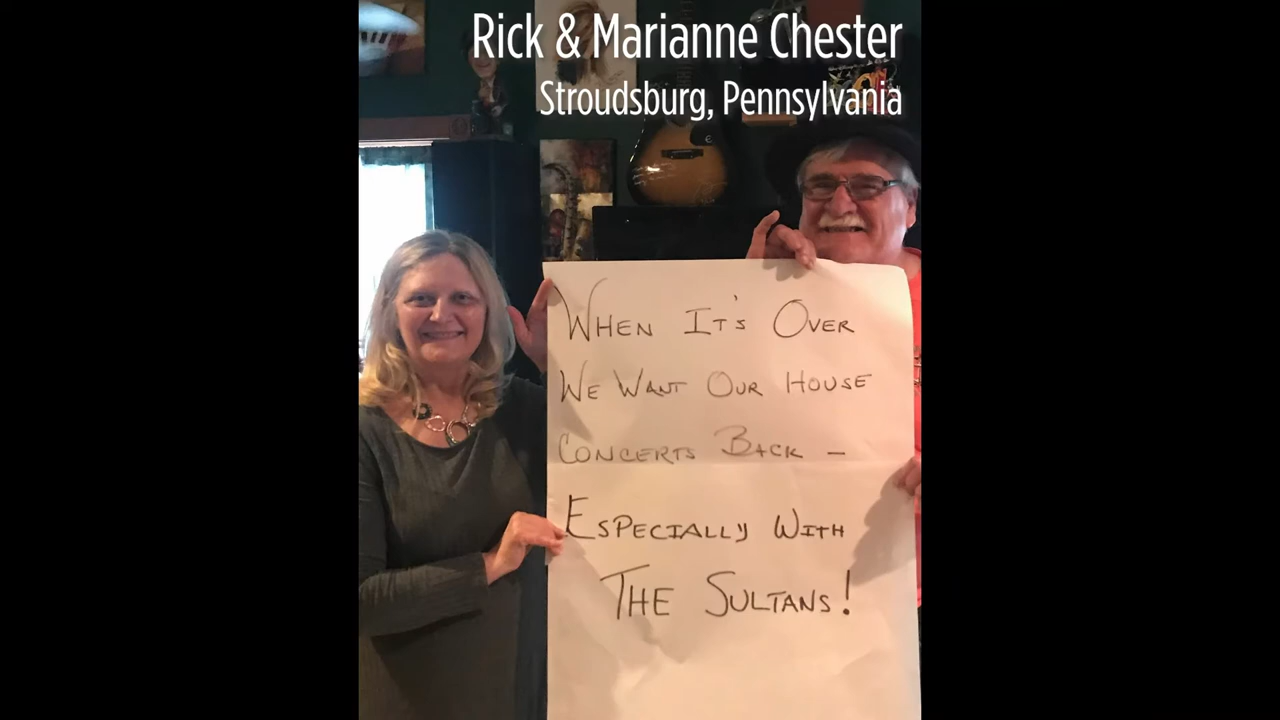 Rick & Marianne Chester
Stroudsburg, Pennsylvania
WHEN IT'S OVER
WE WANT OUR HOUSE
CONCERTS BACK –
ESPECIALLY WITH
THE SULTANS!